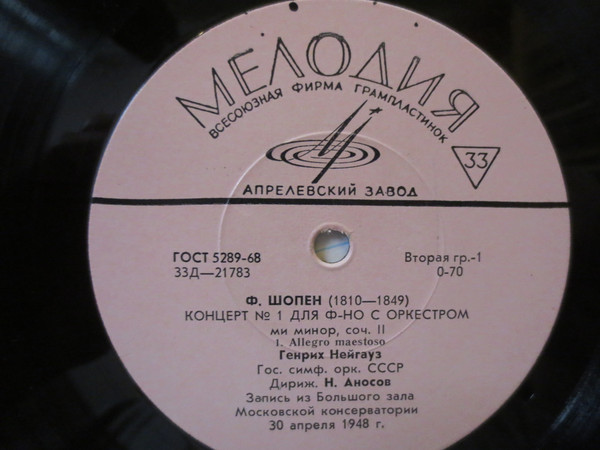 МЕЛОДИЯ
ВСЕСОЮЗНАЯ ФИРМА ГРАМПЛАСТИНОК
33
АПРЕЛЕВСКИЙ ЗАВОД
ГОСТ 5289-68
Вторая гр.-1
33Д—21783
0-70
Ф. ШОПЕН (1810—1849)
КОНЦЕРТ № 1 ДЛЯ Ф-НО С ОРКЕСТРОМ
ми минор, соч. II
1. Allegro maestoso
Генрих Нейгауз
Гос. симф. орк. СССР
Дириж. Н. Аносов
Запись из Большого зала
Московской консерватории
30 апреля 1948 г.